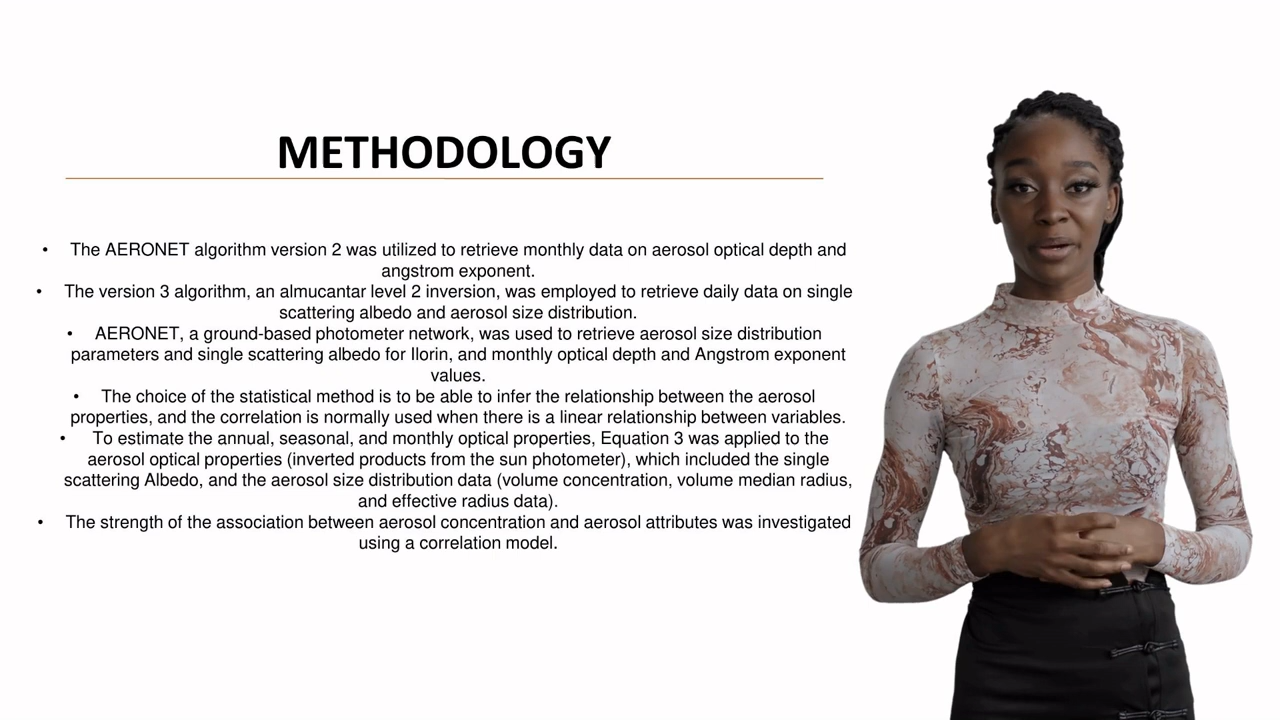 METHODOLOGY
• The AERONET algorithm version 2 was utilized to retrieve monthly data on aerosol optical depth and
angstrom exponent.
• The version 3 algorithm, an almucantar level 2 inversion, was employed to retrieve daily data on single
scattering albedo and aerosol size distribution.
• AERONET, a ground-based photometer network, was used to retrieve aerosol size distribution
parameters and single scattering albedo for Ilorin, and monthly optical depth and Angstrom exponent
values.
• The choice of the statistical method is to be able to infer the relationship between the aerosol
properties, and the correlation is normally used when there is a linear relationship between variables.
• To estimate the annual, seasonal, and monthly optical properties, Equation 3 was applied to the
aerosol optical properties (inverted products from the sun photometer), which included the single
scattering Albedo, and the aerosol size distribution data (volume concentration, volume median radius,
and effective radius data).
• The strength of the association between aerosol concentration and aerosol attributes was investigated
using a correlation model.